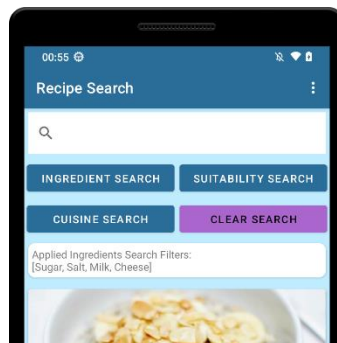 00:55
Recipe Search
INGREDIENT SEARCH
SUITABILITY SEARCH
CUISINE SEARCH
CLEAR SEARCH
Applied Ingredients Search Filters:
[Sugar, Salt, Milk, Cheese]